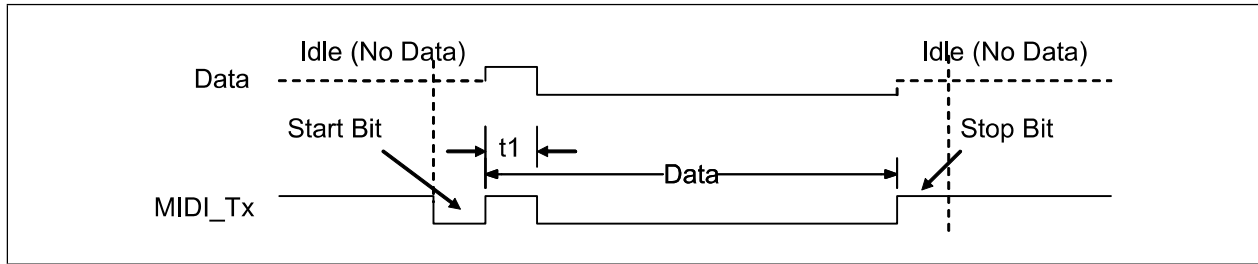 Idle (No Data)
Idle (No Data)
Data
Start Bit
t1
Stop Bit
Data
MIDI_Tx